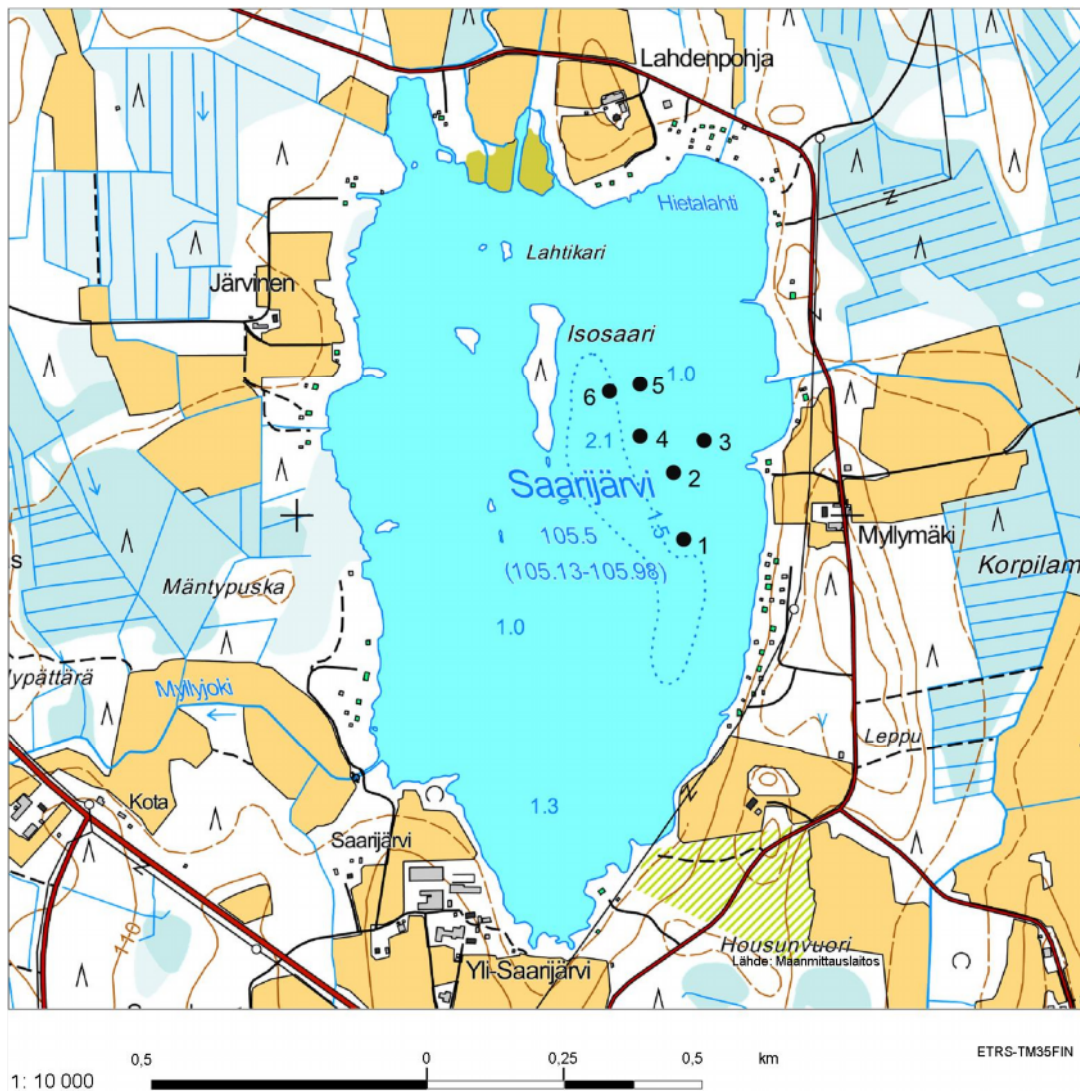 Lahdenpohja
Hietalahti
Lahtikari
Järvinen
Isosaari
6
5
1.0
2.1
4
3
2
Saarijärvi
1.5
1
105.5
(105.13-105.98)
Myllymäki
Korpilam
s
Mäntypuska
1.0
ypättärä
Myllyjoki
Leppu
Kota
1.3
Saarijärvi
110
Housunvuori
Lähde: Maanmittauslaitos
Yli-Saarijärvi
ETRS-TM35FIN
0,5 0 0,25 0,5 km
1: 10 000